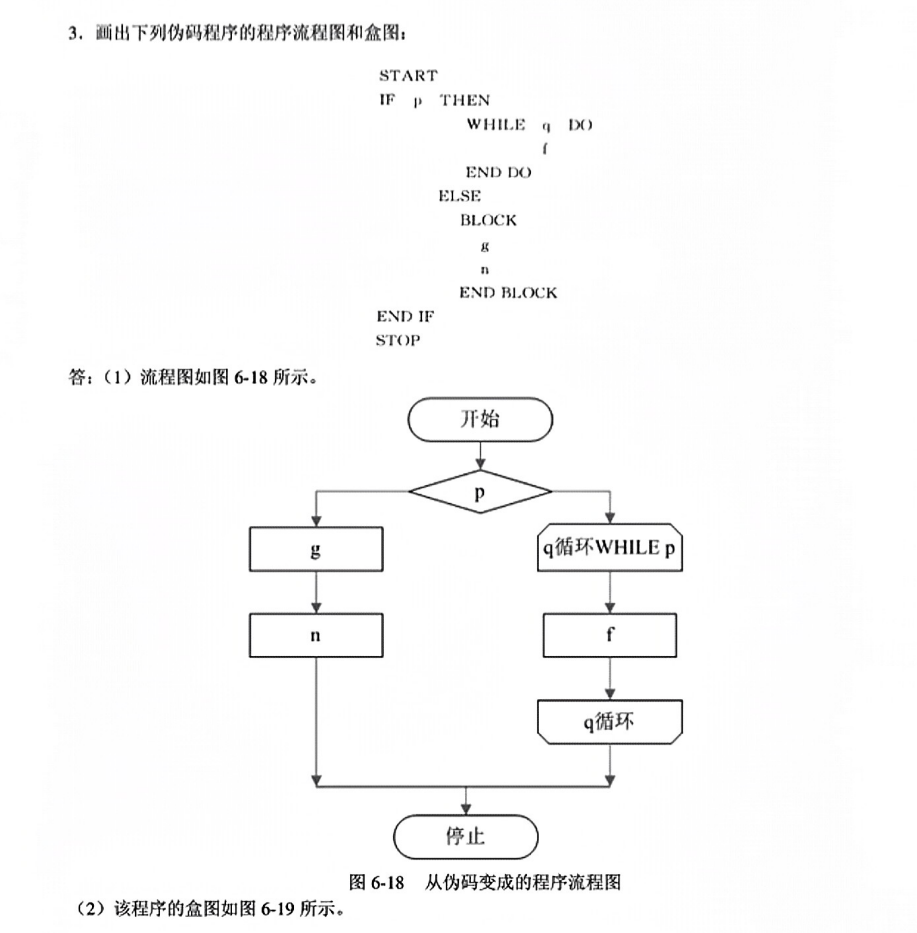 3．画出下列伪码程序的程序流程图和盒图：
START
IF p THEN
WHILE q DO
f
END DO
ELSE
BLOCK
g
n
END BLOCK
END IF
STOP
答：（1）流程图如图 6-18 所示。
开始
p
g
q循环WHILE p
n
f
q循环
停止
图 6-18 从伪码变成的程序流程图
（2）该程序的盒图如图 6-19 所示。